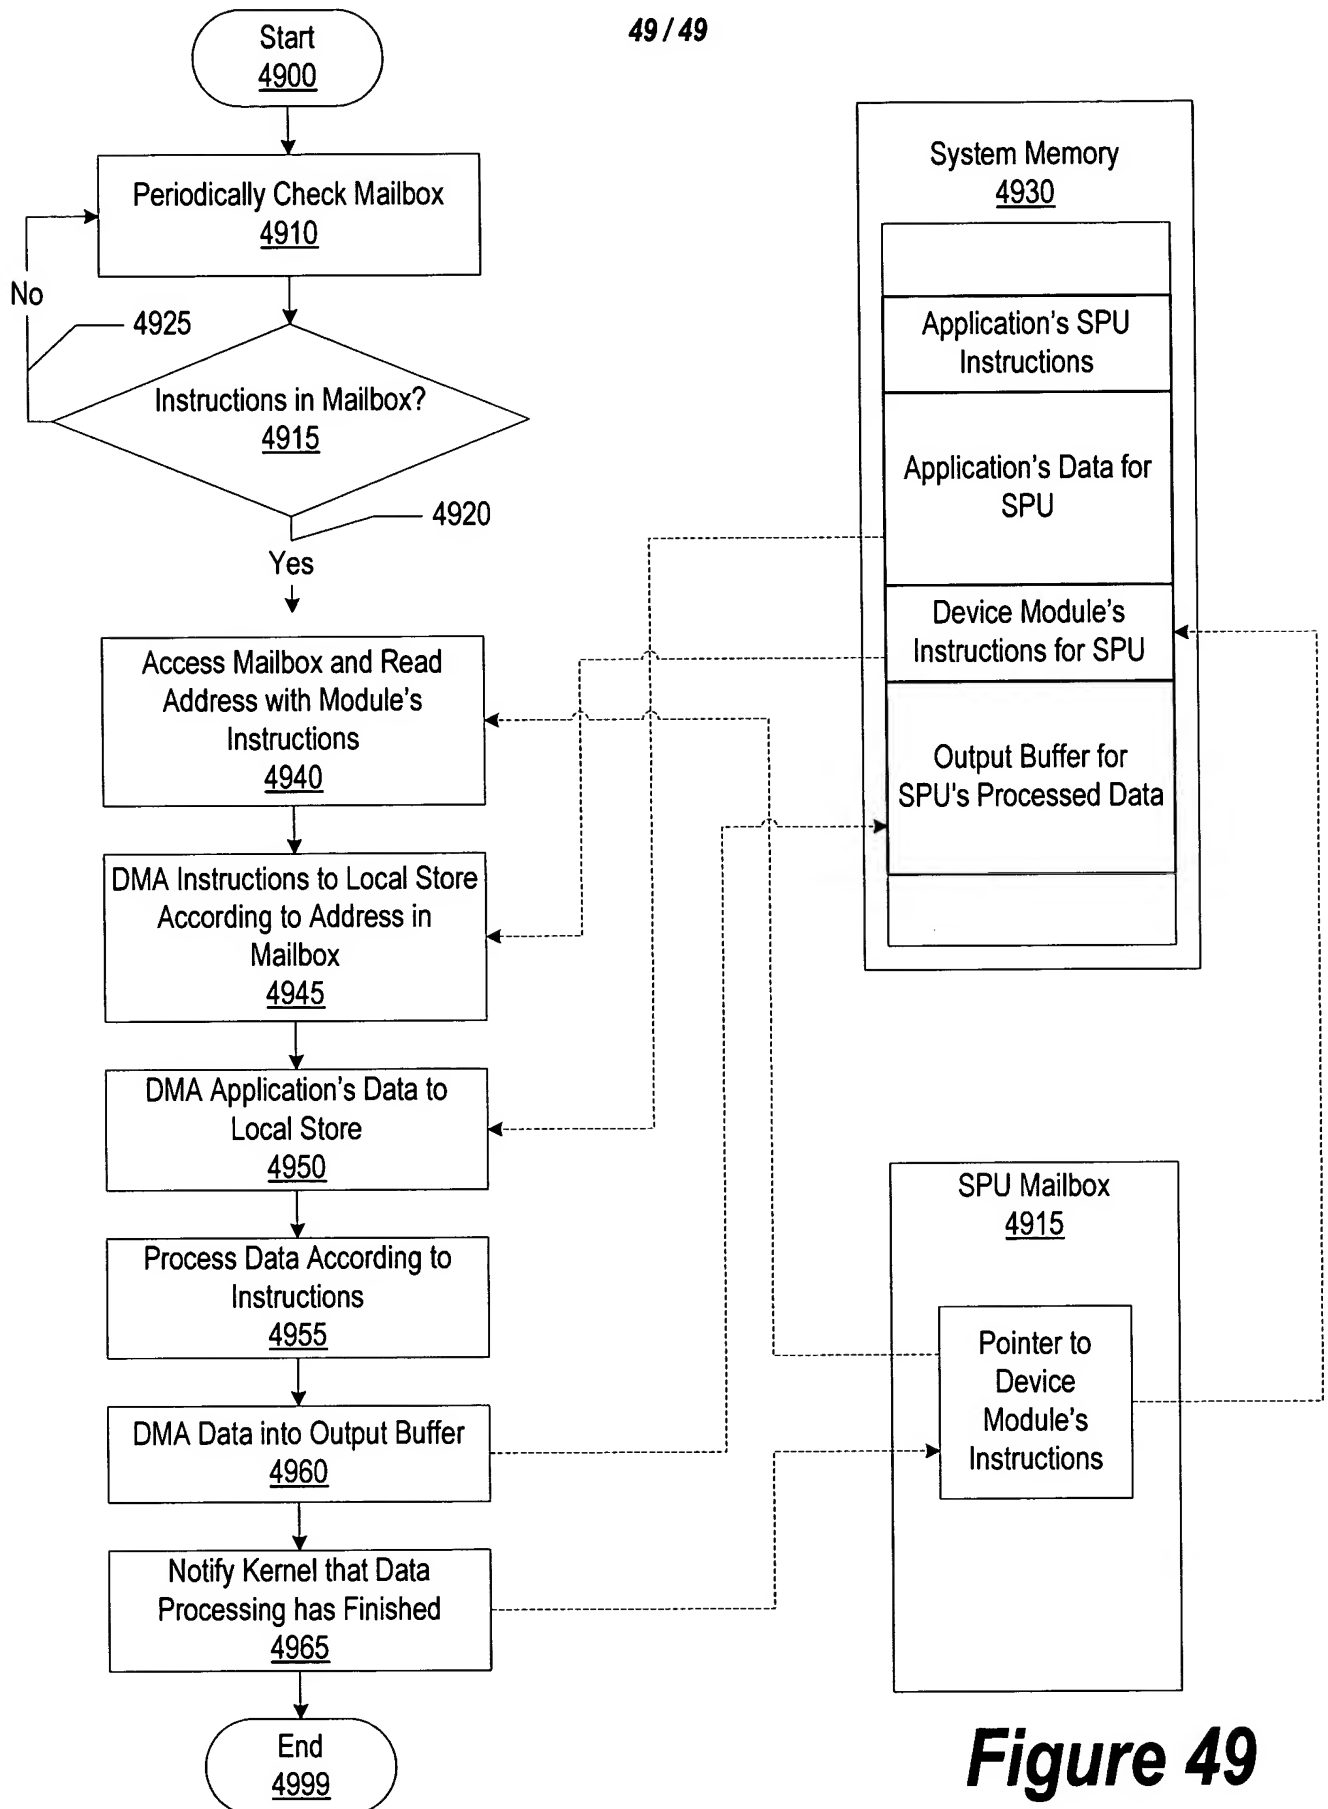 49 / 49
Start
4900
Periodically Check Mailbox
4910
No
4925
Instructions in Mailbox?
4915
4920
Yes
Access Mailbox and Read
Address with Module's
Instructions
4940
DMA Instructions to Local Store
According to Address in
Mailbox
4945
DMA Application's Data to
Local Store
4950
Process Data According to
Instructions
4955
DMA Data into Output Buffer
4960
Notify Kernel that Data
Processing has Finished
4965
End
4999
System Memory
4930
Application's SPU
Instructions
Application's Data for
SPU
Device Module's
Instructions for SPU
Output Buffer for
SPU's Processed Data
SPU Mailbox
4915
Pointer to
Device
Module's
Instructions
Figure 49